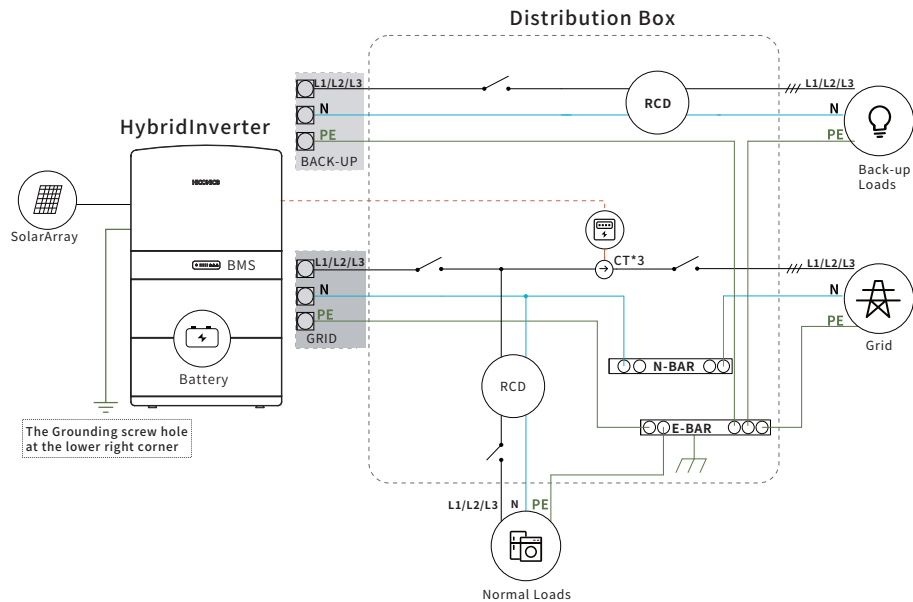 Distribution Box
L1/L2/L3
N
PE
BACK-UP
RCD
L1/L2/L3
N
PE
Back-up
Loads
HybridInverter
HICONICS
SolarArray
BMS
Battery
The Grounding screw hole
at the lower right corner
L1/L2/L3
N
PE
GRID
CT*3
L1/L2/L3
N
PE
Grid
RCD
N-BAR
E-BAR
L1/L2/L3
N
PE
Normal Loads